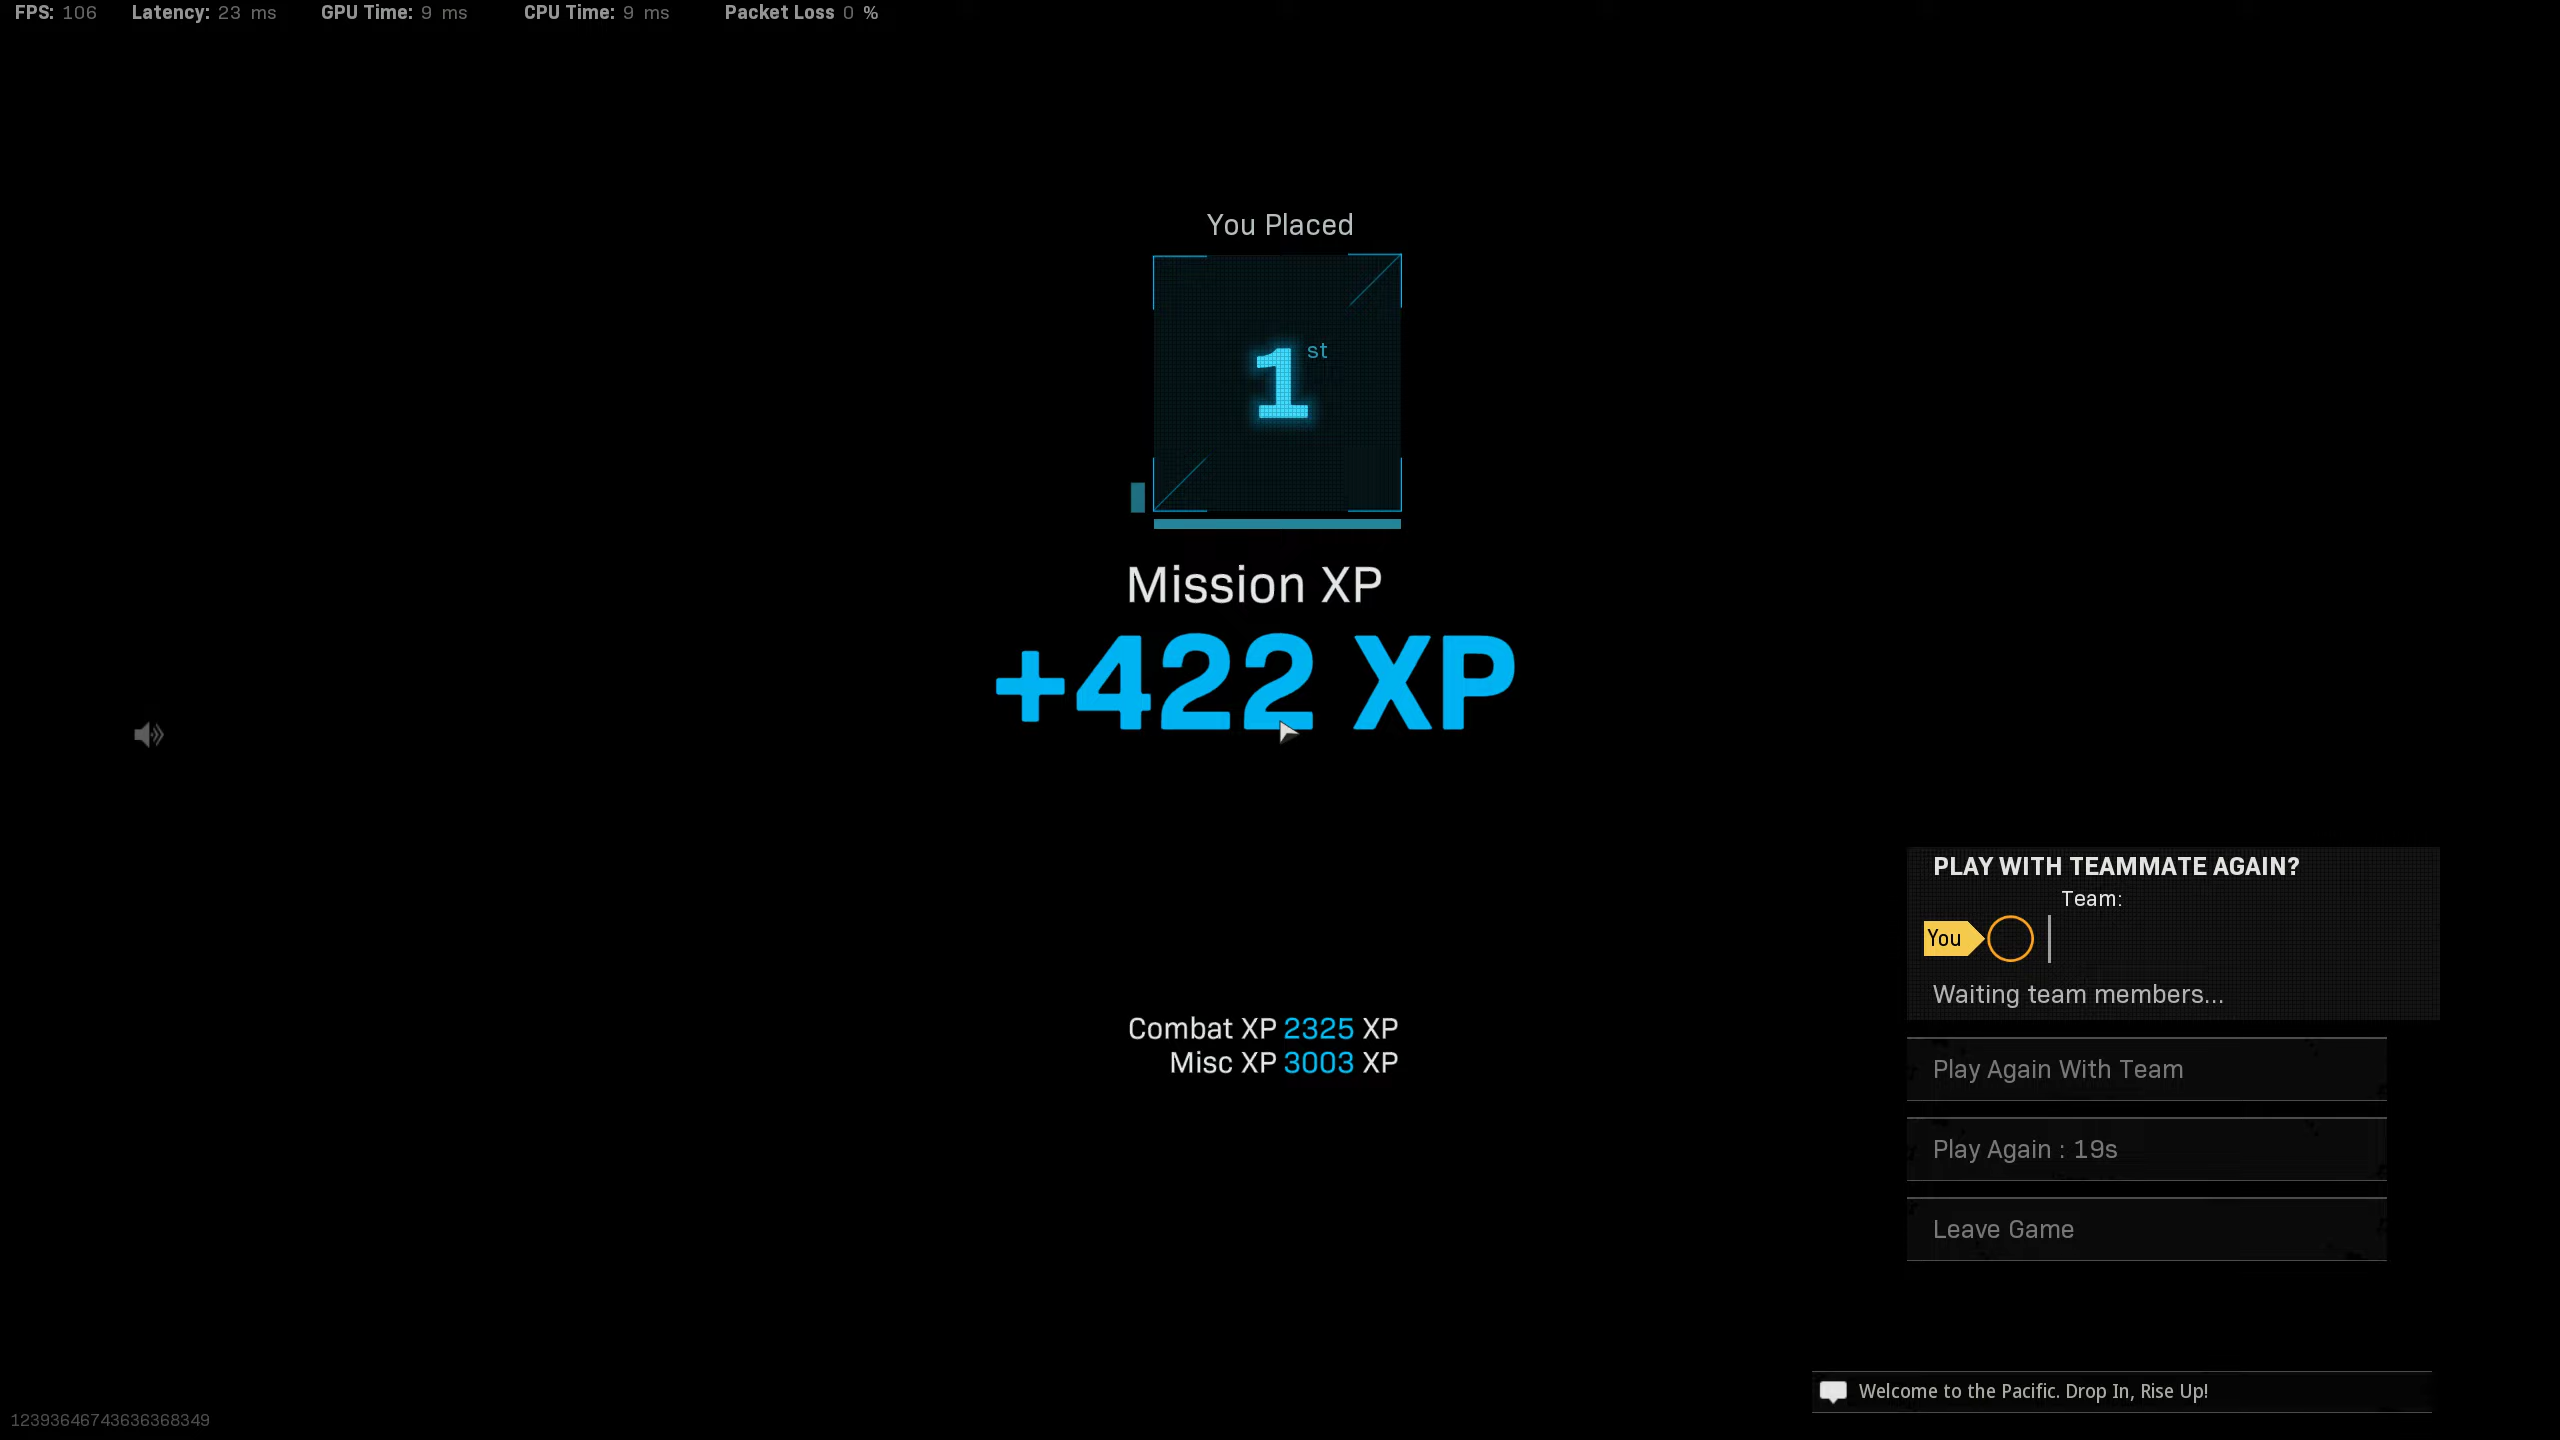 FPS: 106 Latency: 23 ms GPU Time: 9 ms CPU Time: 9 ms Packet Loss 0 %
You Placed
1st
Mission XP
+422 XP
Combat XP 2325 XP
Misc XP 3003 XP
PLAY WITH TEAMMATE AGAIN?
Team:
You
Waiting team members...
Play Again With Team
Play Again : 19s
Leave Game
Welcome to the Pacific. Drop In, Rise Up!
12393646743636368349